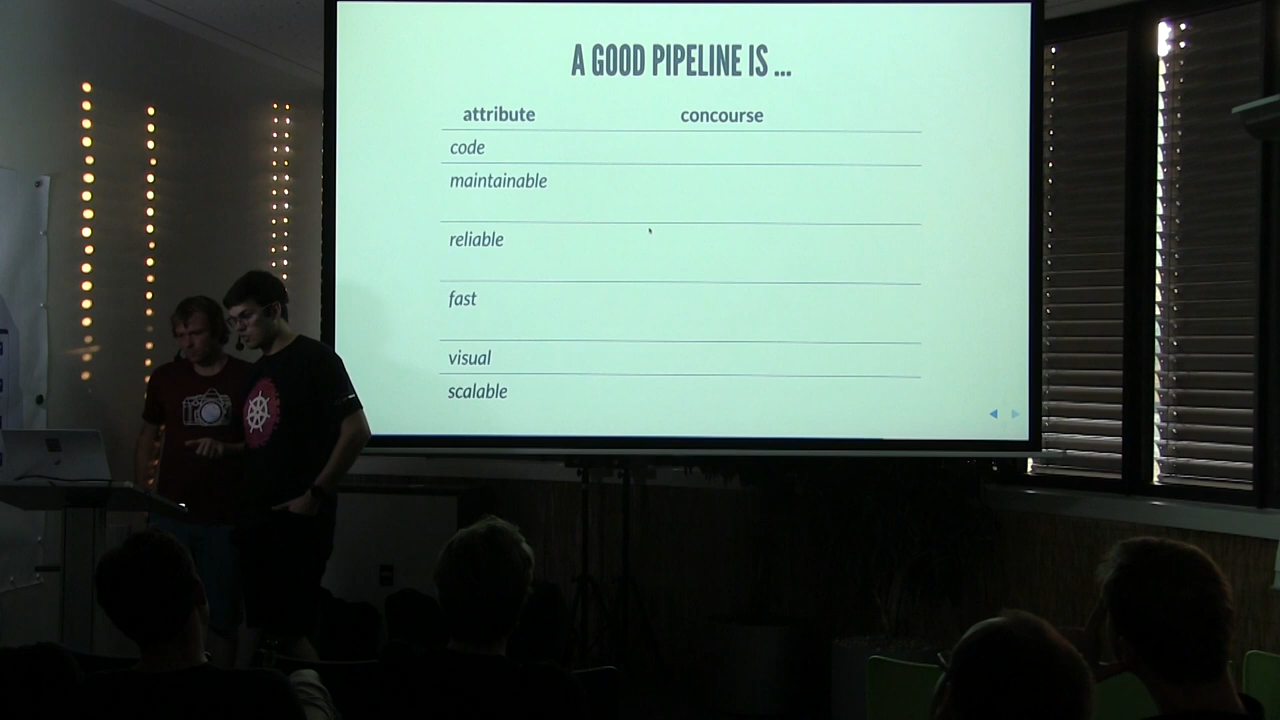 A GOOD PIPELINE IS ...
attribute concourse
code
maintainable
reliable
fast
visual
scalable